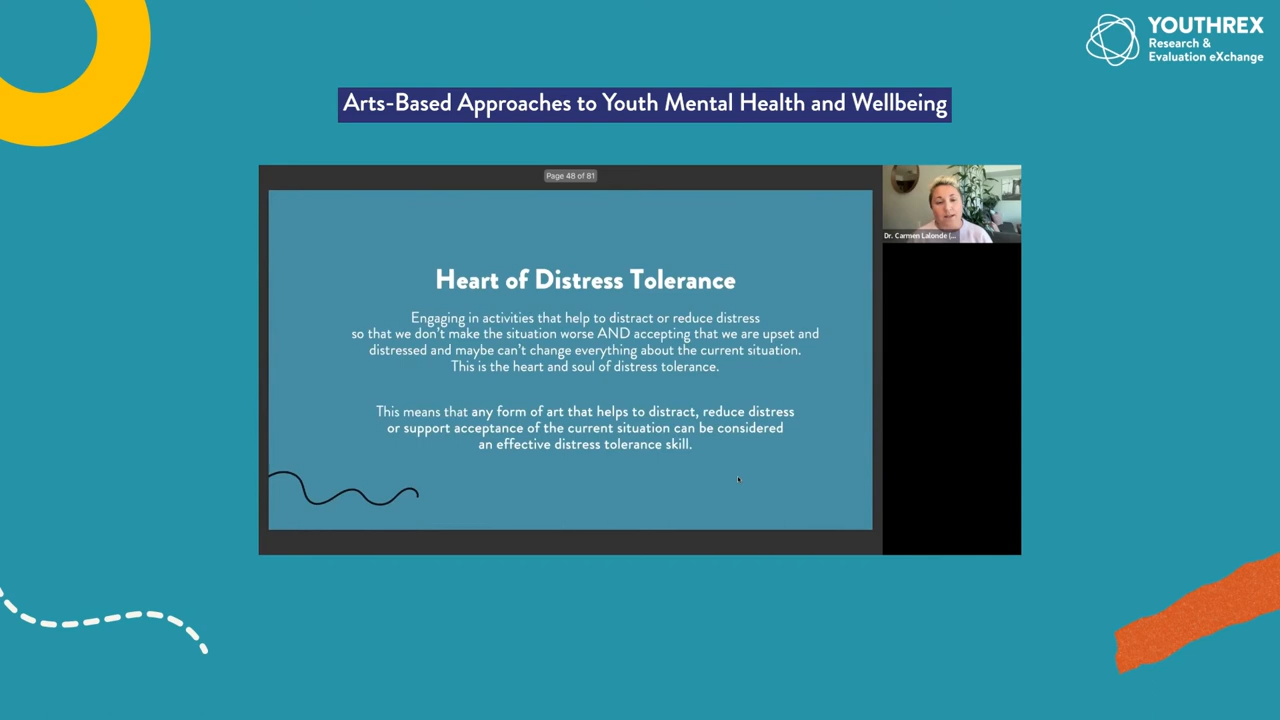 YOUTHREX
Research &
Evaluation eXchange
Arts-Based Approaches to Youth Mental Health and Wellbeing
Page 48 of 81
Dr. Carmen Lalonde (...
Heart of Distress Tolerance
Engaging in activities that help to distract or reduce distress
so that we don't make the situation worse AND accepting that we are upset and
distressed and maybe can't change everything about the current situation.
This is the heart and soul of distress tolerance.
This means that any form of art that helps to distract, reduce distress
or support acceptance of the current situation can be considered
an effective distress tolerance skill.